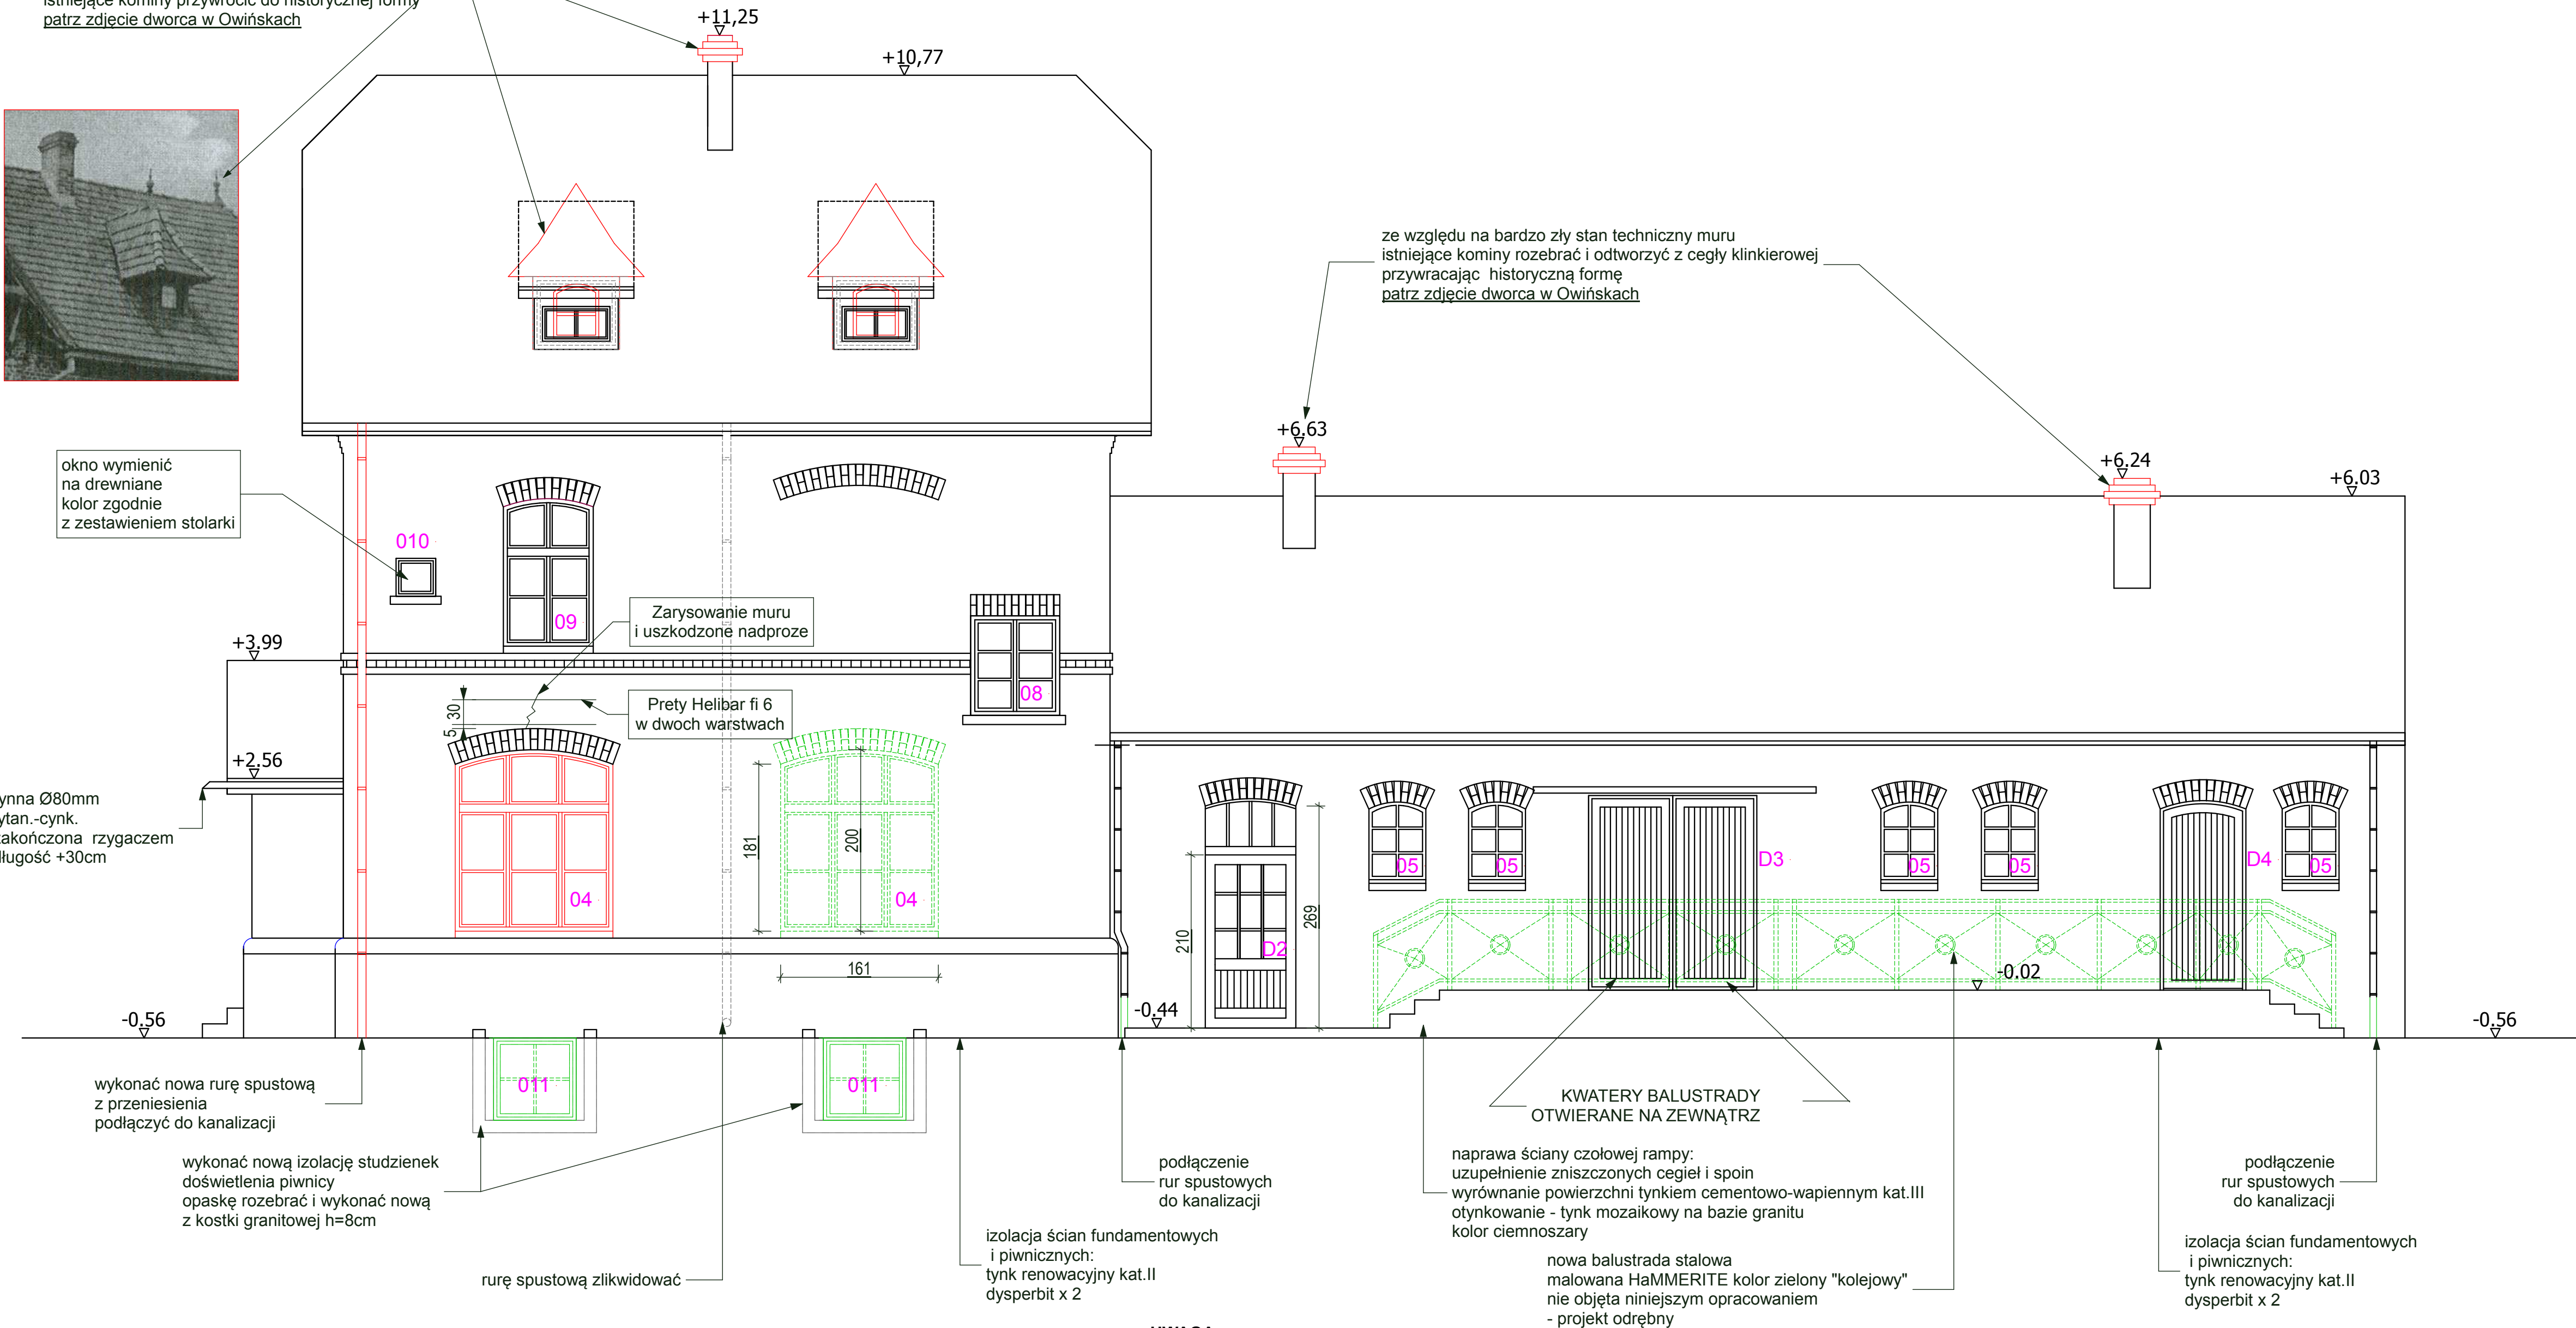 istniejące kominy przywrócić do historycznej formy
patrz zdjęcie dworca w Owińskach
+11,25
+10,77
ze względu na bardzo zły stan techniczny muru
istniejące kominy rozebrać i odtworzyć z cegły klinkierowej
przywracając historyczną formę
patrz zdjęcie dworca w Owińskach
+6.63
+6.24
+6.03
okno wymienić
na drewniane
kolor zgodnie
z zestawieniem stolarki
010
09
Zarysowanie muru
i uszkodzone nadproze
+3.99
08
Prety Helibar fi 6
w dwoch warstwach
30
5
+2.56
Ø80mm
zakończona rzygaczem
+30cm
181
200
04
04
161
210
269
D2
05
05
D3
05
05
D4
05
-0.02
-0.56
-0.44
-0.56
011
011
wykonać nowa rurę spustową
z przeniesienia
podłączyć do kanalizacji
KWATERY BALUSTRADY
OTWIERANE NA ZEWNĄTRZ
wykonać nową izolację studzienek
doświetlenia piwnicy
opaskę rozebrać i wykonać nową
z kostki granitowej h=8cm
podłączenie
rur spustowych
do kanalizacji
naprawa ściany czołowej rampy:
uzupełnienie zniszczonych cegieł i spoin
wyrównanie powierzchni tynkiem cementowo-wapiennym kat.III
otynkowanie - tynk mozaikowy na bazie granitu
kolor ciemnoszary
podłączenie
rur spustowych
do kanalizacji
rurę spustową zlikwidować
izolacja ścian fundamentowych
i piwnicznych:
tynk renowacyjny kat.II
dysperbit x 2
nowa balustrada stalowa
malowana HaMMERITE kolor zielony "kolejowy"
nie objęta niniejszym opracowaniem
- projekt odrębny
izolacja ścian fundamentowych
i piwnicznych:
tynk renowacyjny kat.II
dysperbit x 2